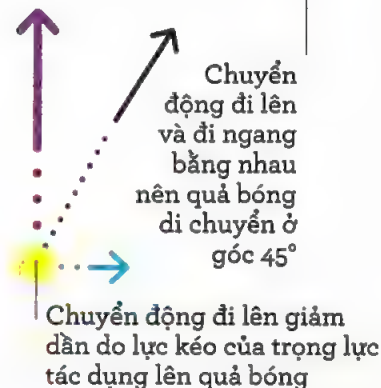 Chuyển
động đi lên
và đi ngang
bằng nhau
nên quả bóng
di chuyển ở
góc 45°
Chuyển động đi lên giảm
dần do lực kéo của trọng lực
tác dụng lên quả bóng